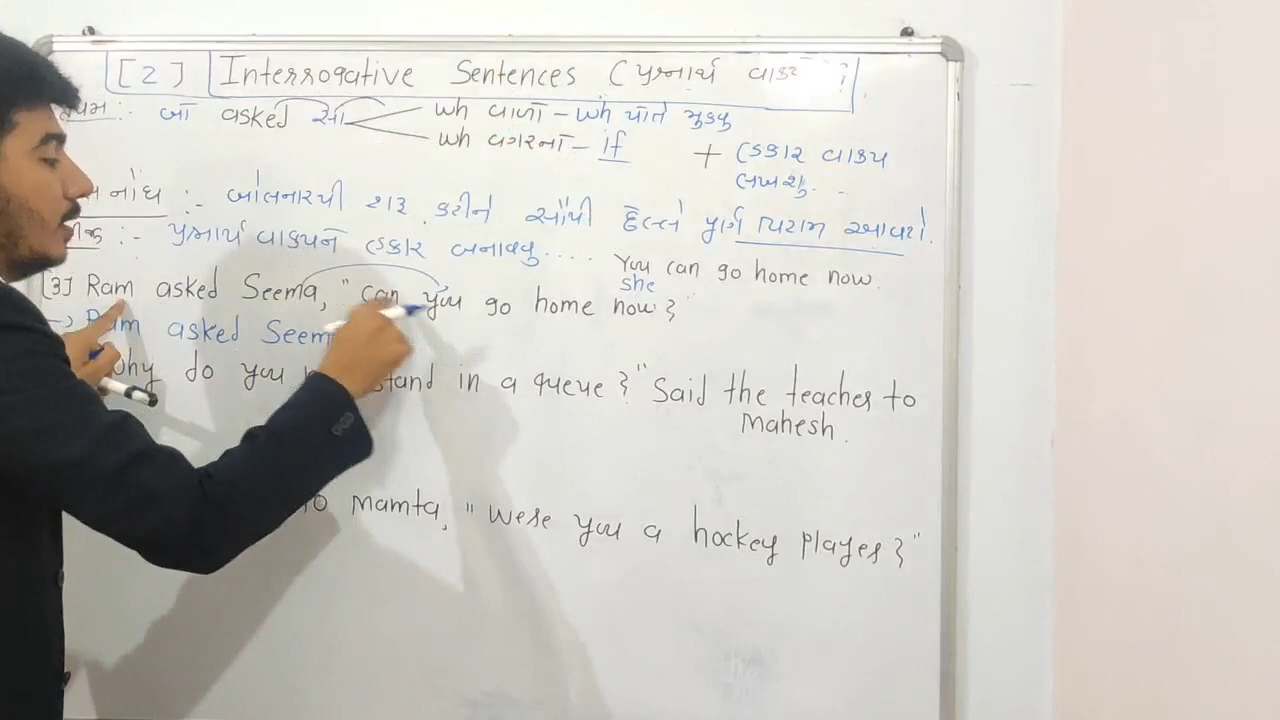 [2] Interrogative Sentences (પ્રશ્નાર્થ વાક્ય
:- બૉ asked સૉ wh વાળા - wh પોતે મુકવુ
wh વગરના - if + હકાર વાક્ય
લખશુ...
નોંધ :- બોલનારથી શરૂ કરીને સૉથી છેલ્લે પૂર્ણ વિરામ આવશે.
:- પ્રશ્નાર્થ વાક્યને હકાર બનાવવુ....
You can go home now.
she
[3] Ram asked Seema, "can you go home now?"
→ Ram asked Seem
why do you stand in a queue?" Said the teacher to
Mahesh.
to mamta, "were you a hockey player?"